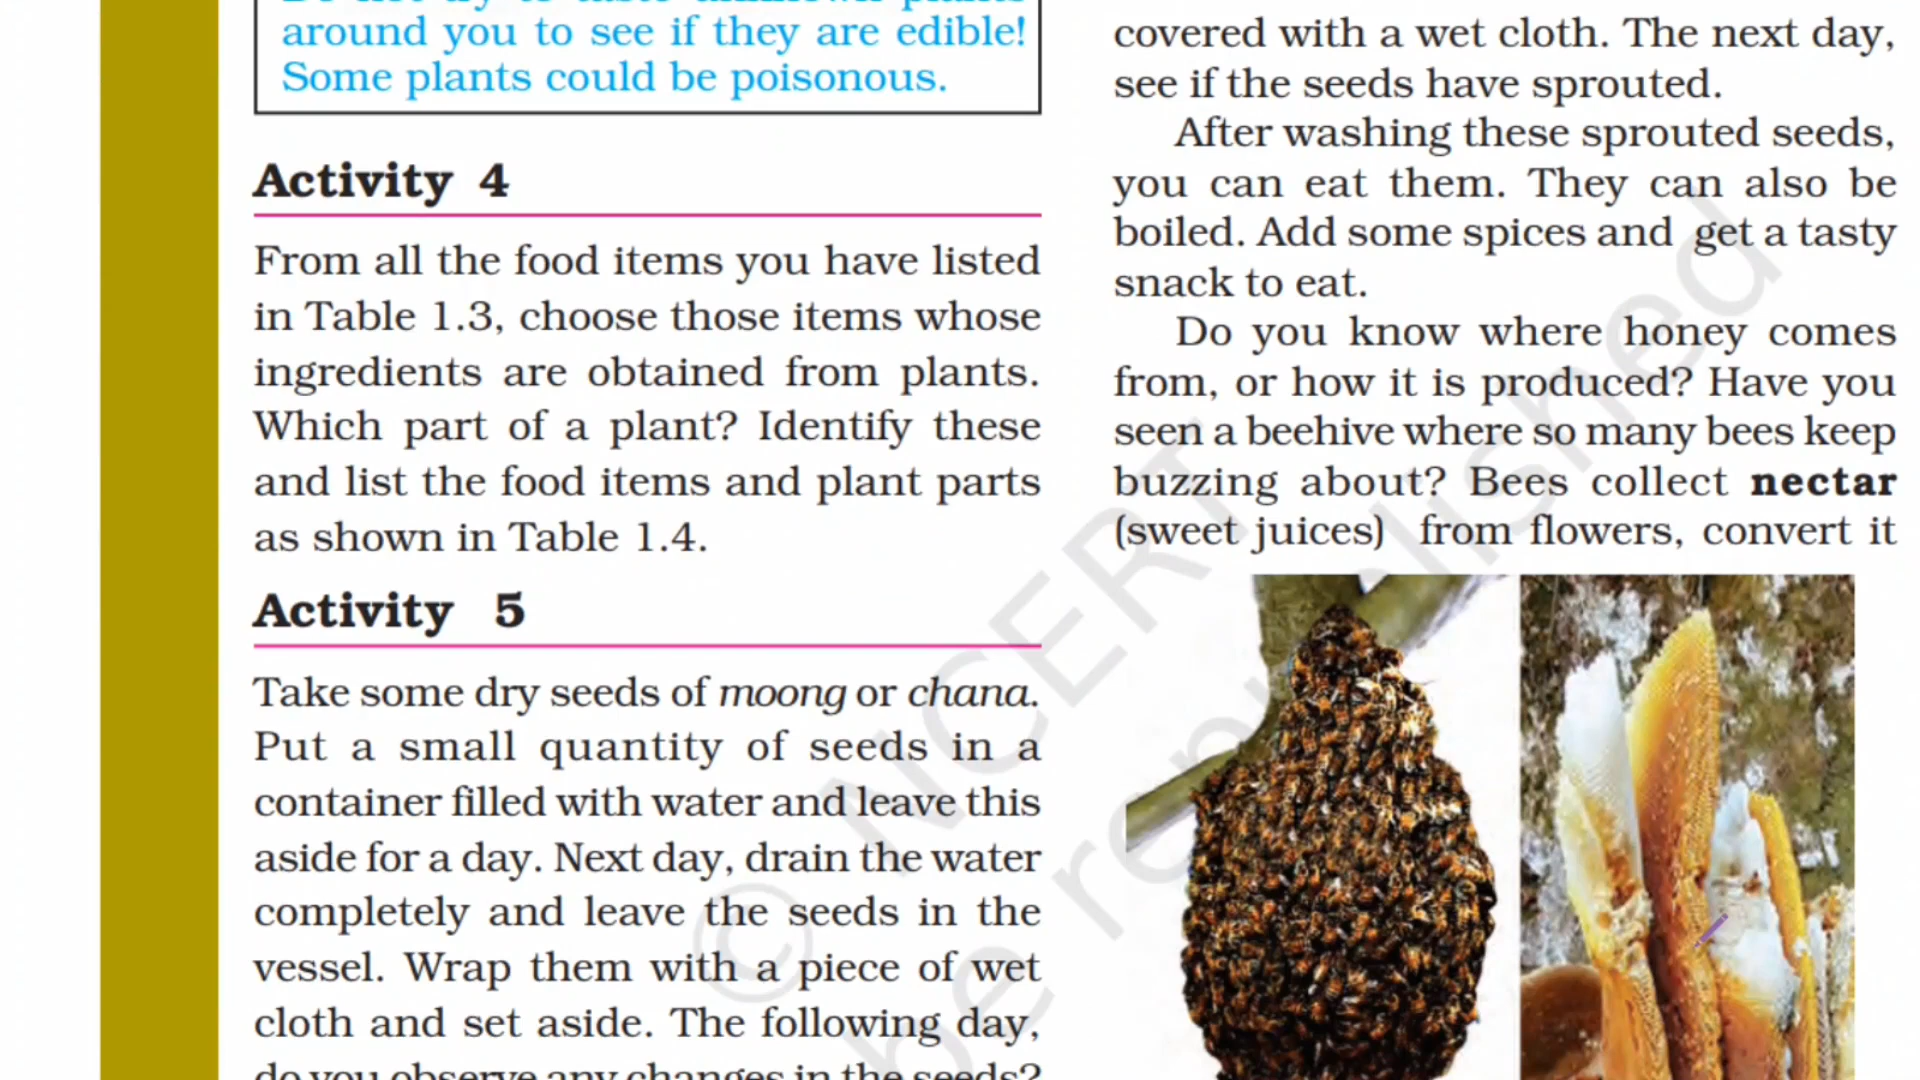 around you to see if they are edible!
Some plants could be poisonous.
Activity 4
From all the food items you have listed
in Table 1.3, choose those items whose
ingredients are obtained from plants.
Which part of a plant? Identify these
and list the food items and plant parts
as shown in Table 1.4.
Activity 5
Take some dry seeds of moong or chana.
Put a small quantity of seeds in a
container filled with water and leave this
aside for a day. Next day, drain the water
completely and leave the seeds in the
vessel. Wrap them with a piece of wet
cloth and set aside. The following day,
do you observe any changes in the seeds?
covered with a wet cloth. The next day,
see if the seeds have sprouted.
After washing these sprouted seeds,
you can eat them. They can also be
boiled. Add some spices and get a tasty
snack to eat.
Do you know where honey comes
from, or how it is produced? Have you
seen a beehive where so many bees keep
buzzing about? Bees collect nectar
(sweet juices) from flowers, convert it
© NCERT
be republished